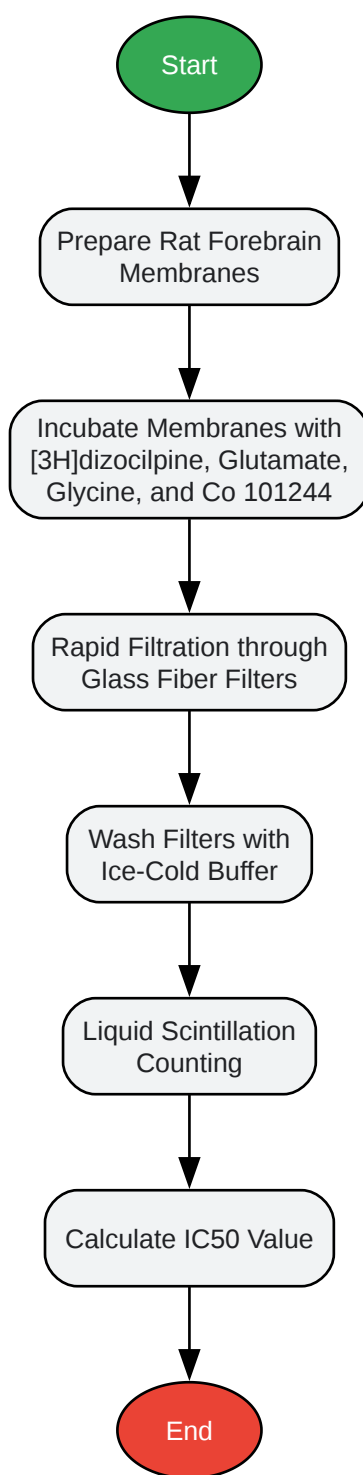 Start
Prepare Rat Forebrain
Membranes
Incubate Membranes with
[3H]dizocilpine, Glutamate,
Glycine, and Co 101244
Rapid Filtration through
Glass Fiber Filters
Wash Filters with
Ice-Cold Buffer
Liquid Scintillation
Counting
Calculate IC50 Value
End